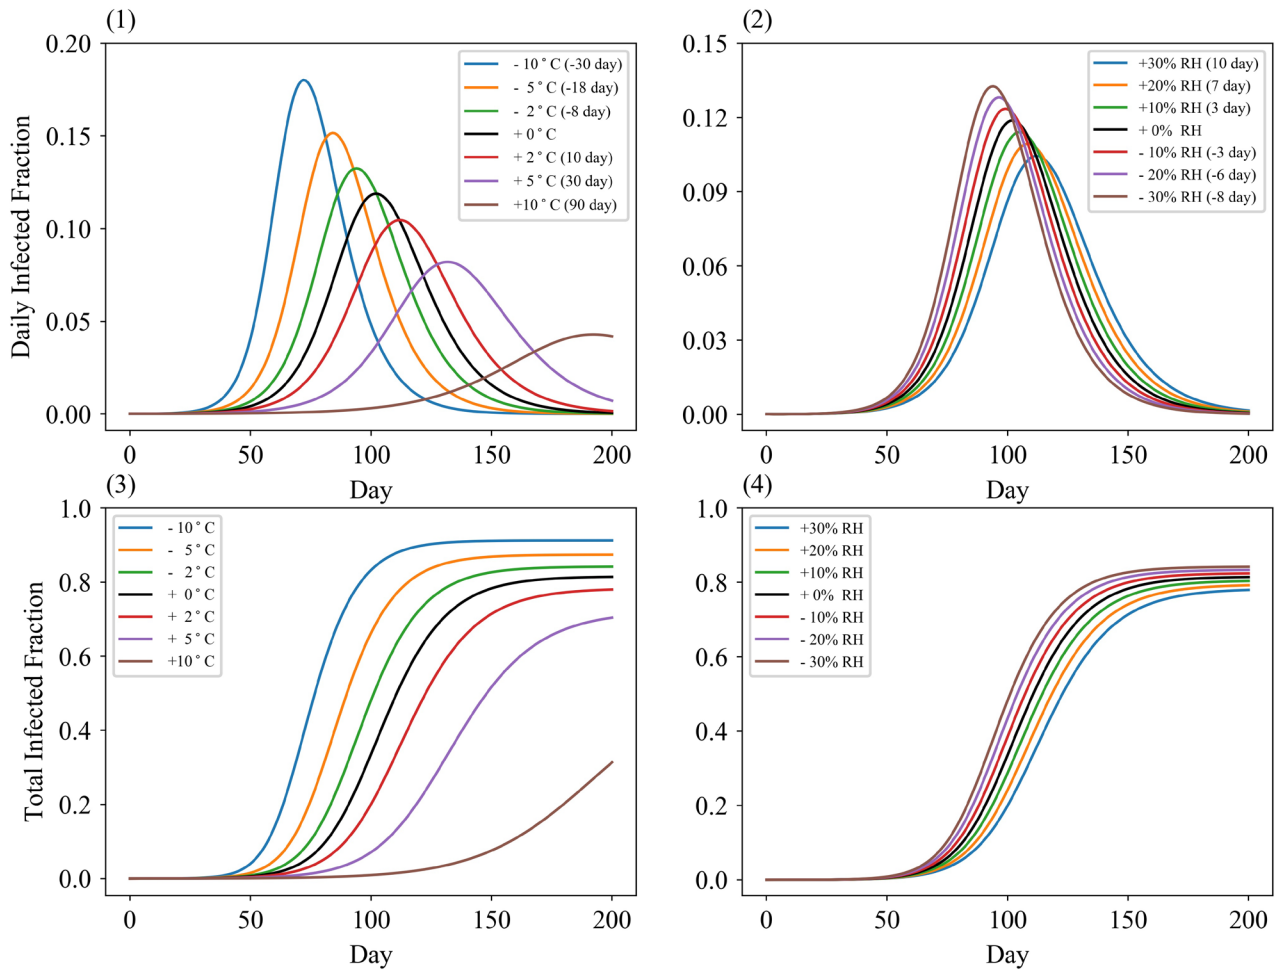 (1)
0.20
0.15
0.10
0.05
0.00
Daily Infected Fraction
- 10°C (-30 day)
- 5°C (-18 day)
- 2°C (-8 day)
+ 0°C
+ 2°C (10 day)
+ 5°C (30 day)
+10°C (90 day)
0 50 100 150 200
Day
(2)
0.15
0.12
0.09
0.06
0.03
0.00
+30% RH (10 day)
+20% RH (7 day)
+10% RH (3 day)
+ 0% RH
- 10% RH (-3 day)
- 20% RH (-6 day)
- 30% RH (-8 day)
0 50 100 150 200
Day
(3)
1.0
0.8
0.6
0.4
0.2
0.0
Total Infected Fraction
- 10°C
- 5°C
- 2°C
+ 0°C
+ 2°C
+ 5°C
+10°C
0 50 100 150 200
Day
(4)
1.0
0.8
0.6
0.4
0.2
0.0
+30% RH
+20% RH
+10% RH
+ 0% RH
- 10% RH
- 20% RH
- 30% RH
0 50 100 150 200
Day